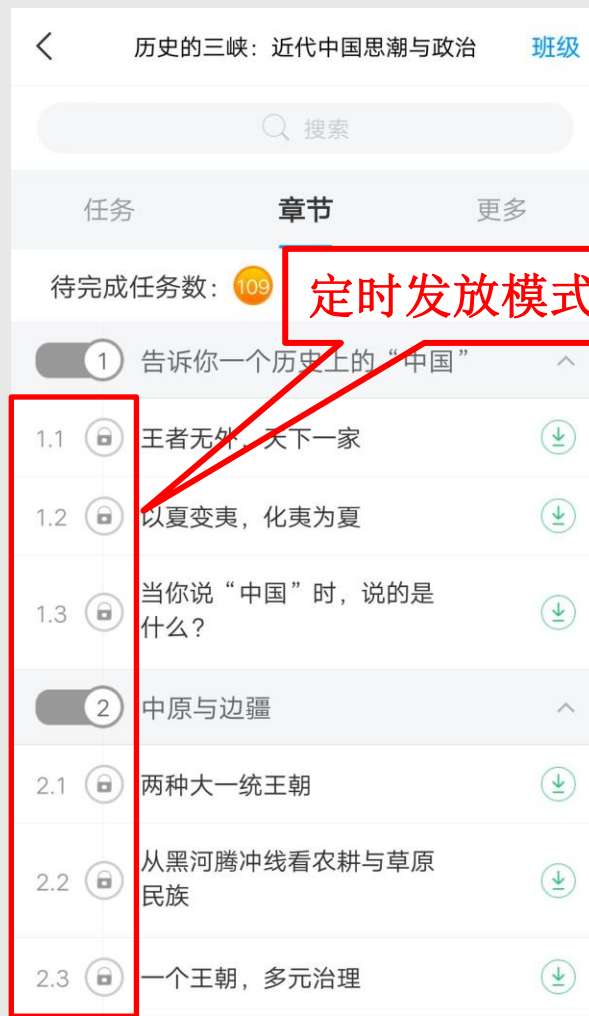 历史的三峡：近代中国思潮与政治 班级
搜索
任务 章节 更多
待完成任务数： 109
定时发放模式
1 告诉你一个历史上的“中国”
1.1 王者无外，天下一家
1.2 以夏变夷，化夷为夏
1.3 当你说“中国”时，说的是
什么？
2 中原与边疆
2.1 两种大一统王朝
2.2 从黑河腾冲线看农耕与草原
民族
2.3 一个王朝，多元治理